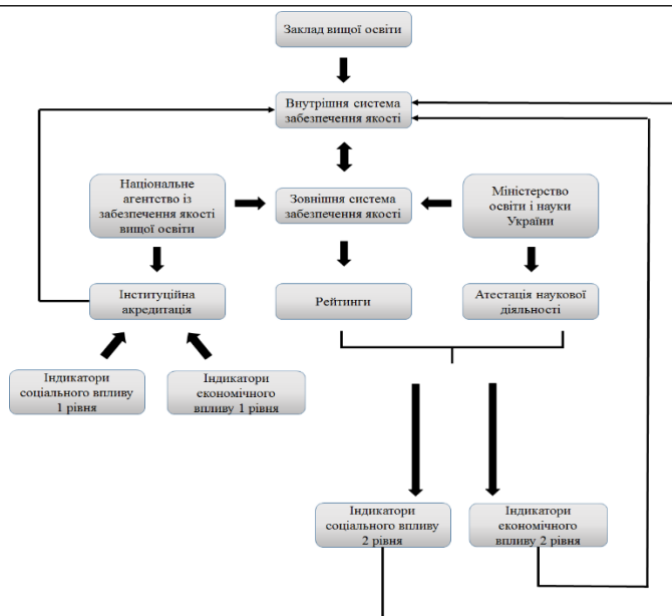 Заклад вищої освіти
Внутрішня система
забезпечення якості
Національне
агентство із
забезпечення якості
вищої освіти
Зовнішня система
забезпечення якості
Міністерство
освіти і науки
України
Інституційна
акредитація
Рейтинги
Атестація наукової
діяльності
Індикатори
соціального впливу
1 рівня
Індикатори
економічного
впливу 1 рівня
Індикатори
соціального впливу
2 рівня
Індикатори
економічного
впливу 2 рівня